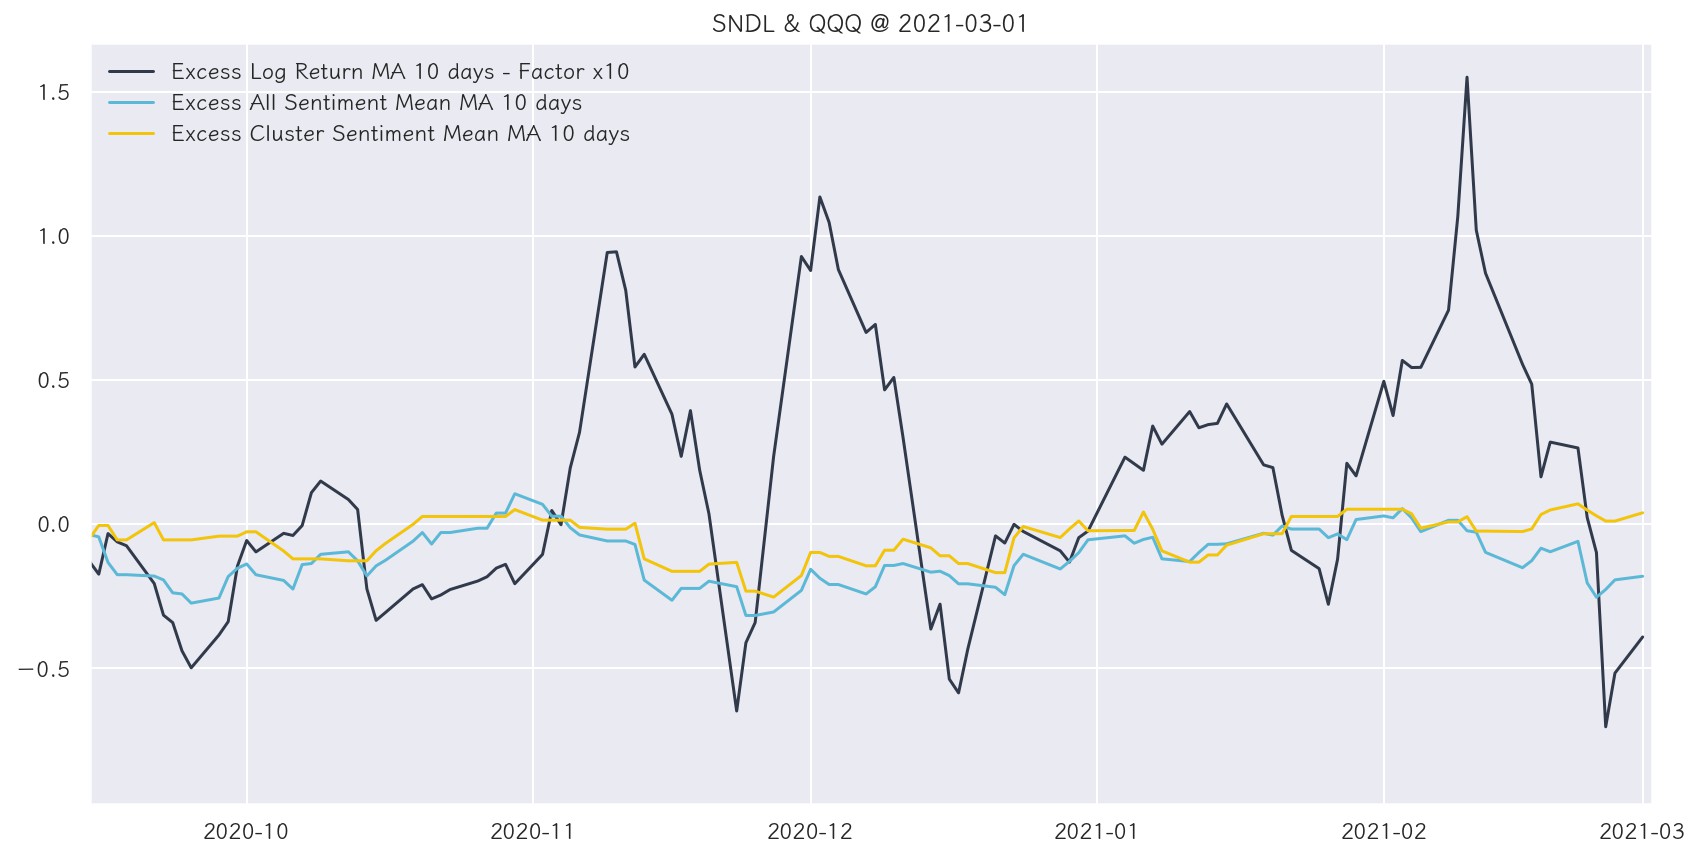 SNDL & QQQ @ 2021-03-01
Excess Log Return MA 10 days - Factor x10
Excess All Sentiment Mean MA 10 days
Excess Cluster Sentiment Mean MA 10 days
1.5
1.0
0.5
0.0
−0.5
2020-10 2020-11 2020-12 2021-01 2021-02 2021-03